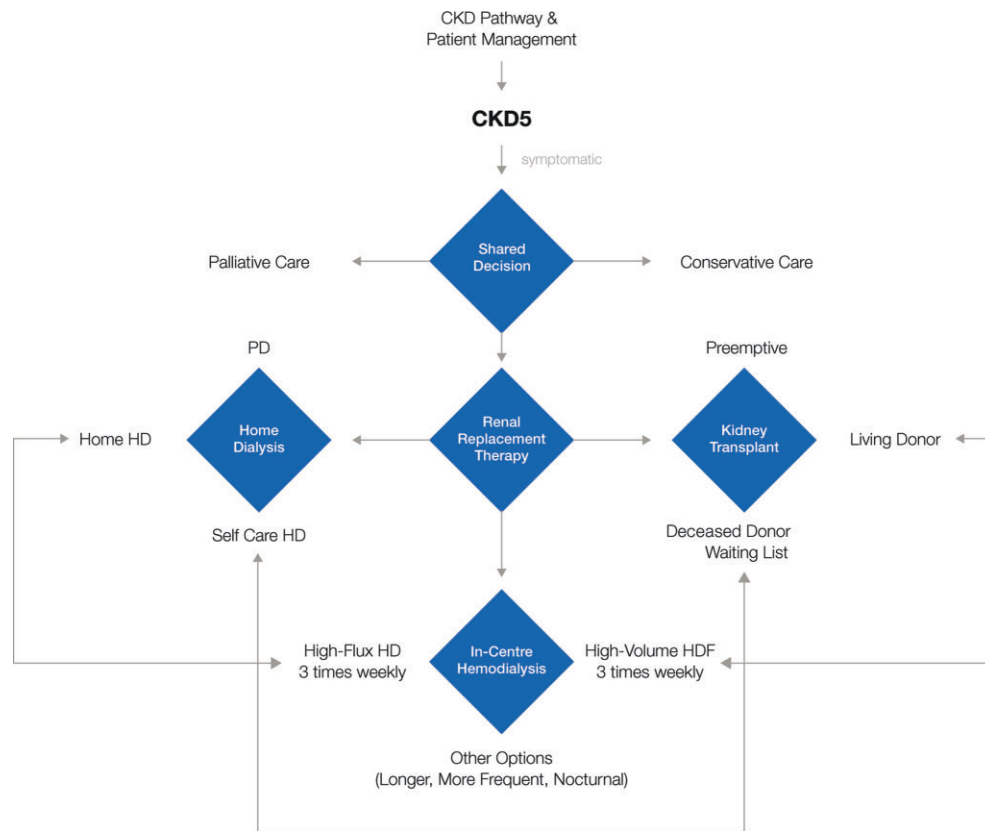 CKD Pathway &
Patient Management
CKD5
symptomatic
Shared
Decision
Palliative Care
Conservative Care
PD
Preemptive
Home HD
Home
Dialysis
Renal
Replacement
Therapy
Kidney
Transplant
Living Donor
Self Care HD
Deceased Donor
Waiting List
High-Flux HD
3 times weekly
In-Centre
Hemodialysis
High-Volume HDF
3 times weekly
Other Options
(Longer, More Frequent, Nocturnal)